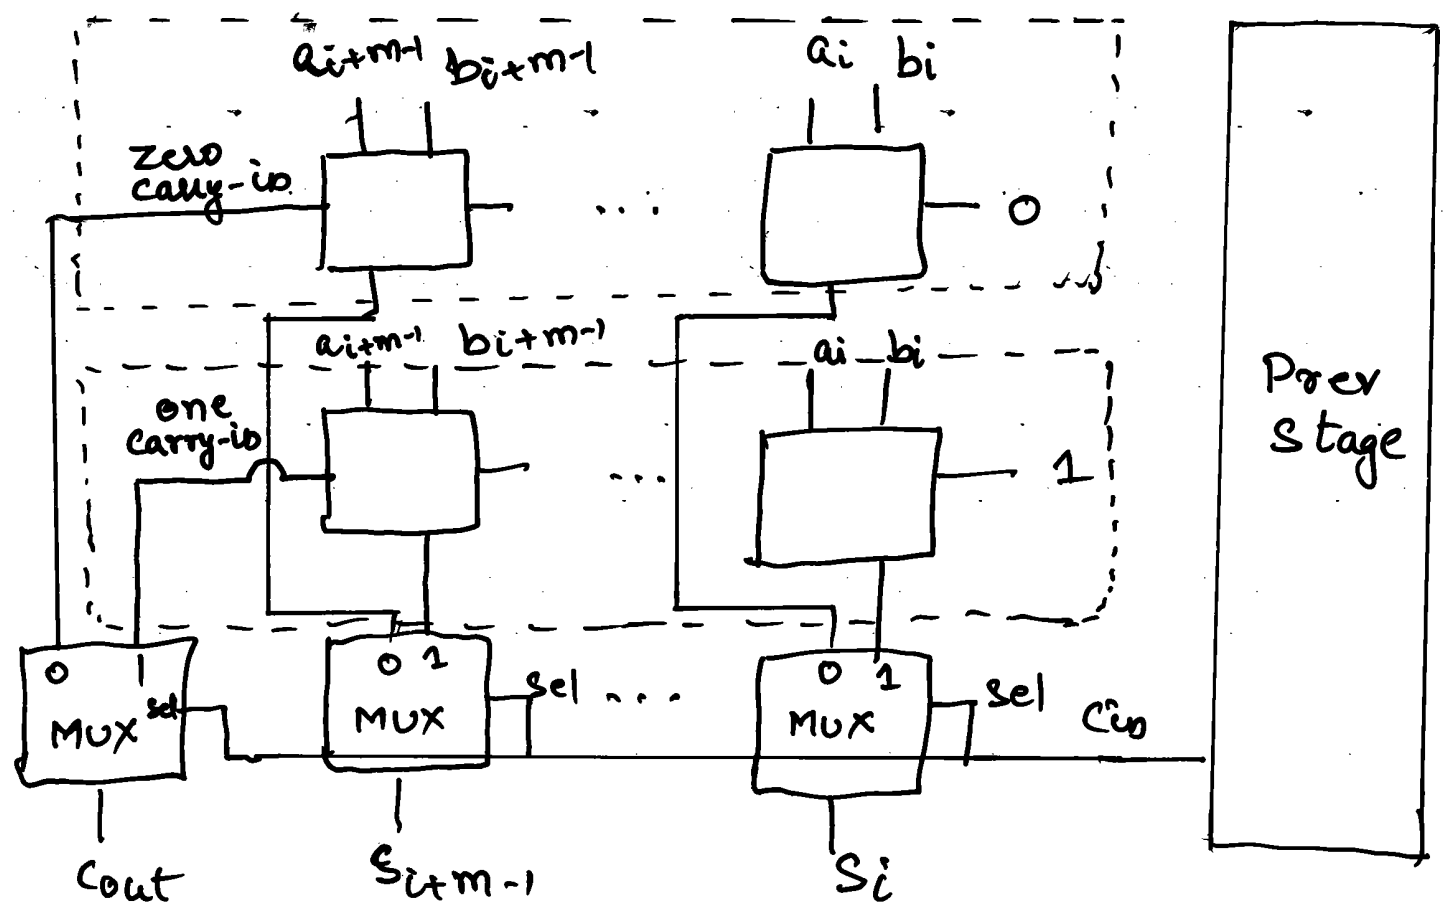 ai+m-1 bi+m-1 ai bi
zero
carry-in
0
ai+m-1 bi+m-1 ai bi
one
carry-in
1
Prev
Stage
...
...
0 1 sel
MUX
0 1 sel
MUX
...
0 1 sel
MUX
Cin
Cout
Si+m-1
Si